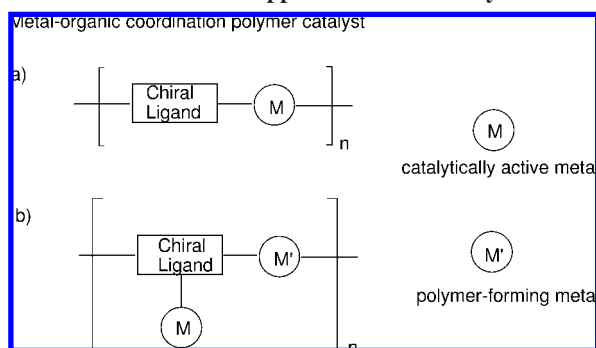 Metal-organic coordination polymer catalyst
a)
Chiral
Ligand
M
n
M
catalytically active meta
b)
Chiral
Ligand
M'
M
n
M'
polymer-forming meta